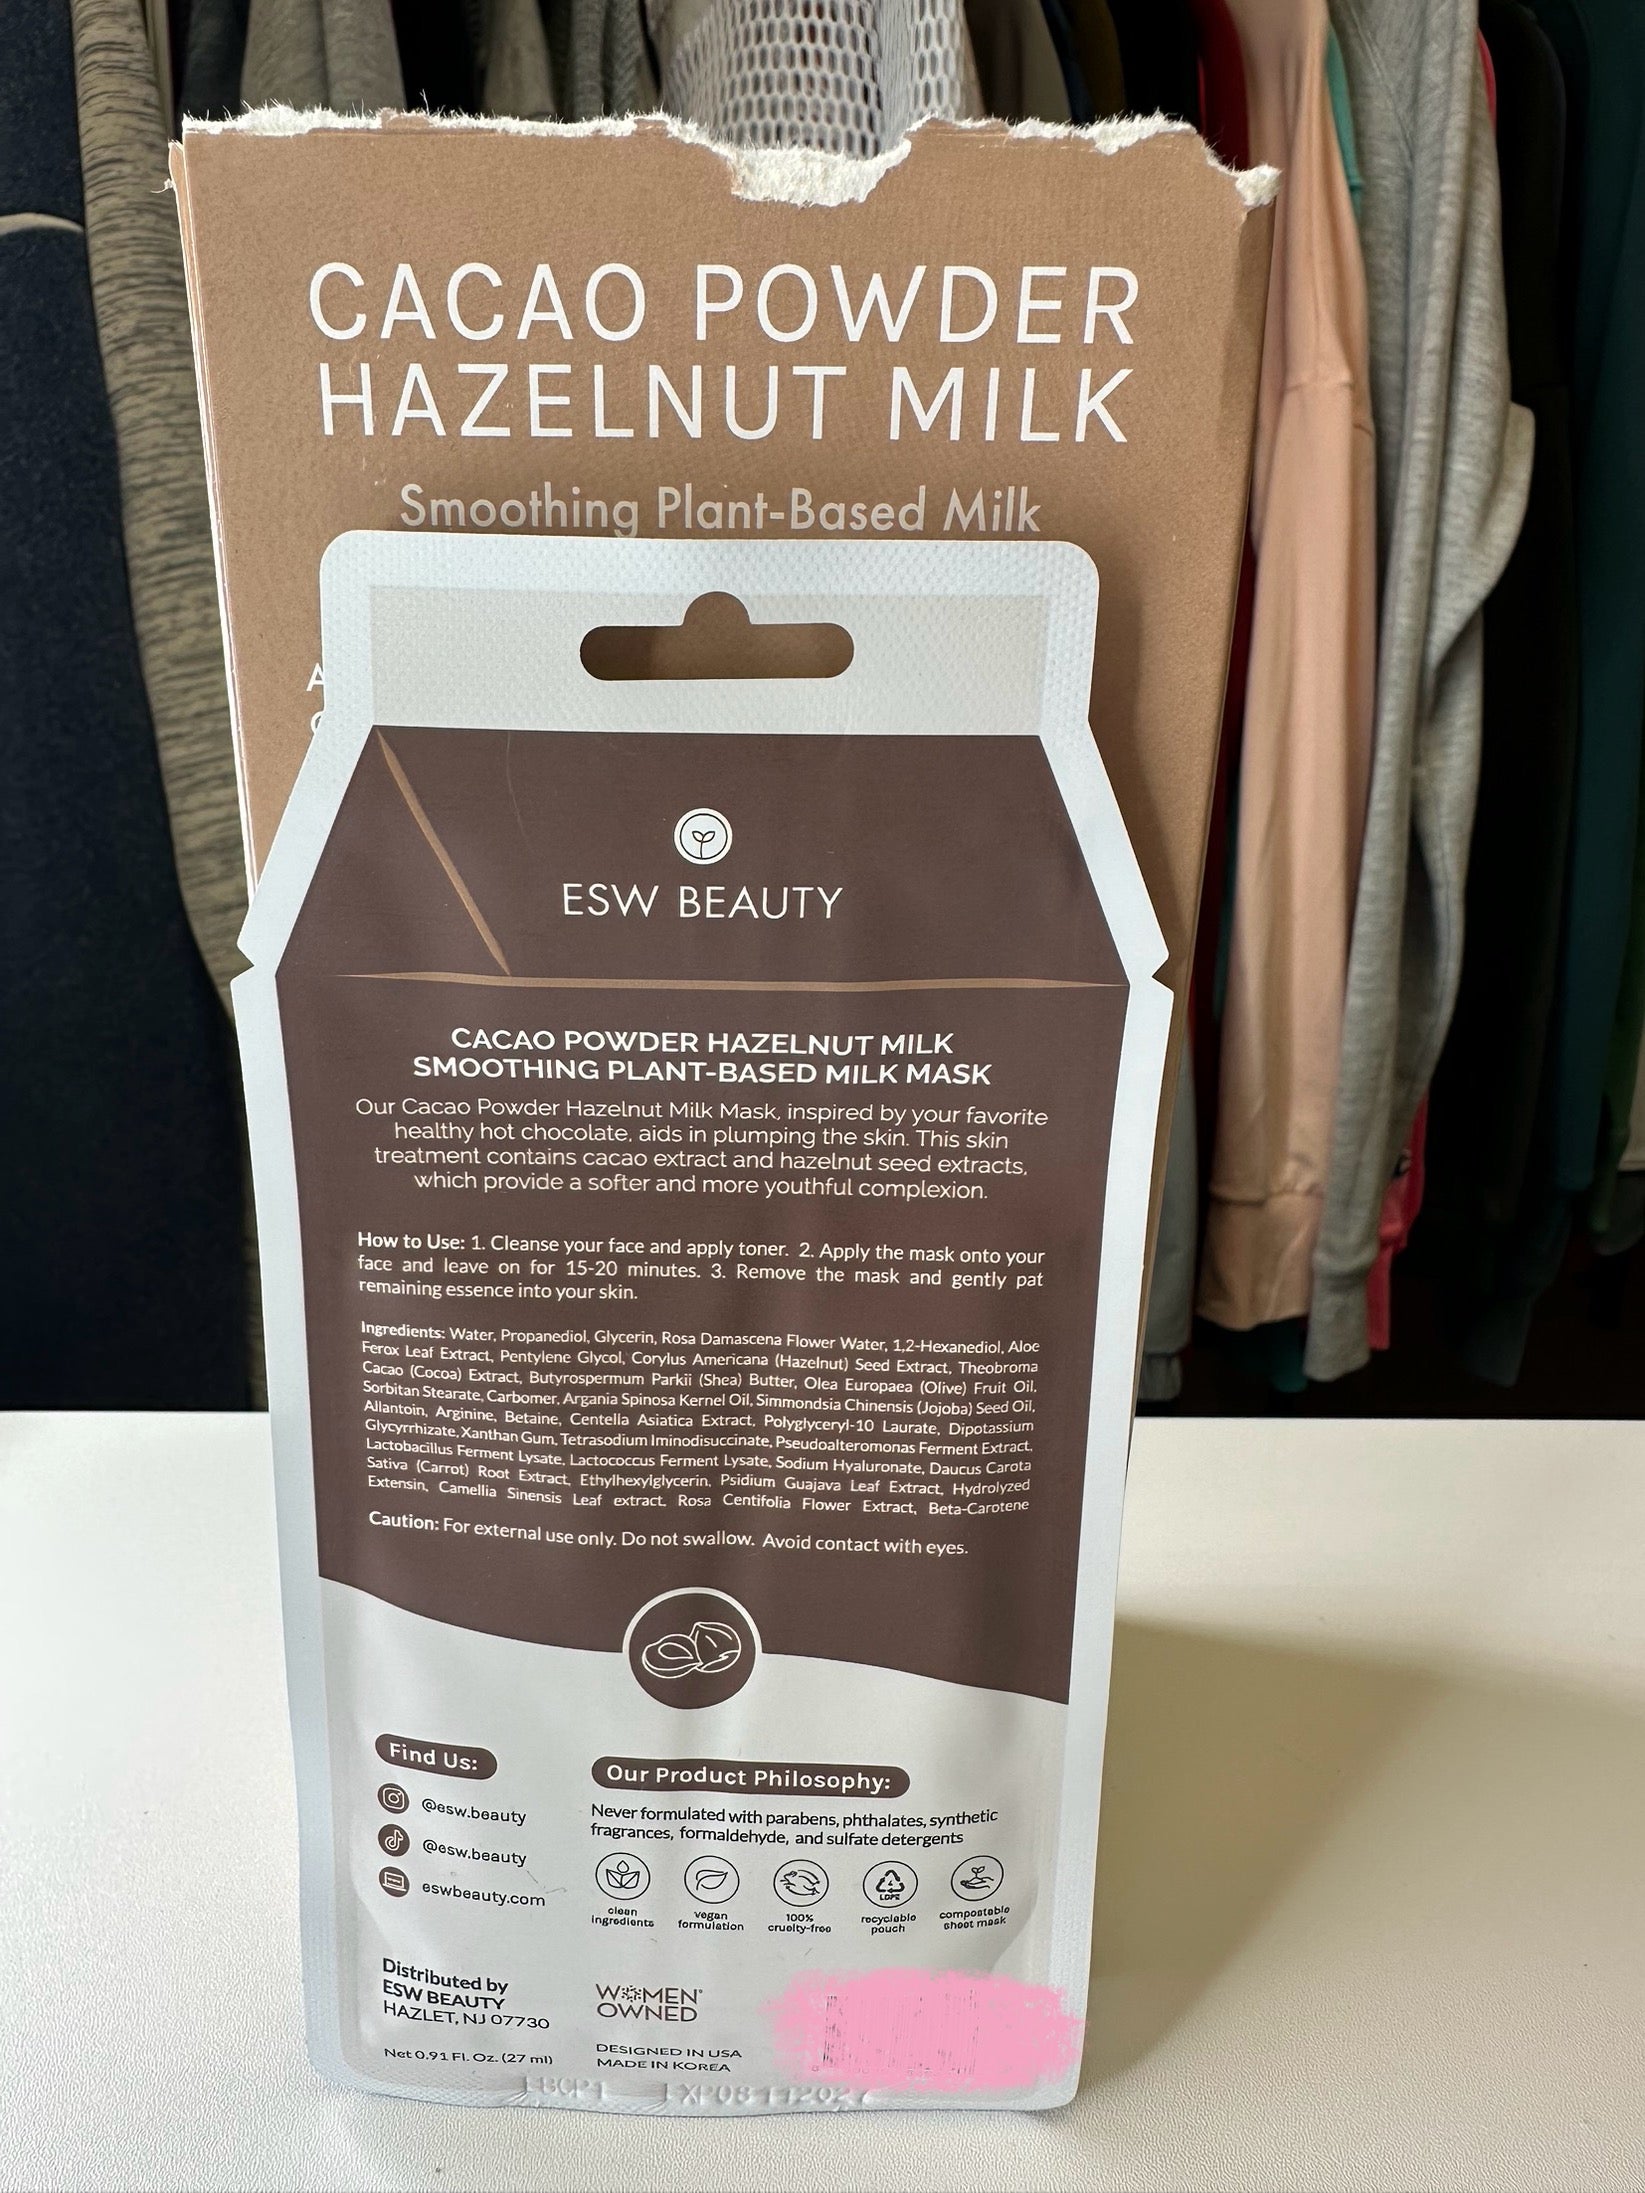 CACAO POWDER
HAZELNUT MILK
Smoothing Plant-Based Milk
ESW BEAUTY
CACAO POWDER HAZELNUT MILK
SMOOTHING PLANT-BASED MILK MASK
Our Cacao Powder Hazelnut Milk Mask, inspired by your favorite
healthy hot chocolate, aids in plumping the skin. This skin
treatment contains cacao extract and hazelnut seed extracts,
which provide a softer and more youthful complexion.
How to Use: 1. Cleanse your face and apply toner. 2. Apply the mask onto your
face and leave on for 15-20 minutes. 3. Remove the mask and gently pat
remaining essence into your skin.
Ingredients: Water, Propanediol, Glycerin, Rosa Damascena Flower Water, 1,2-Hexanediol, Aloe
Ferox Leaf Extract, Pentylene Glycol, Corylus Americana (Hazelnut) Seed Extract, Theobroma
Cacao (Cocoa) Extract, Butyrospermum Parkii (Shea) Butter, Olea Europaea (Olive) Fruit Oil,
Sorbitan Stearate, Carbomer, Argania Spinosa Kernel Oil, Simmondsia Chinensis (Jojoba) Seed Oil,
Allantoin, Arginine, Betaine, Centella Asiatica Extract, Polyglyceryl-10 Laurate, Dipotassium
Glycyrrhizate, Xanthan Gum, Tetrasodium Iminodisuccinate, Pseudoalteromonas Ferment Extract,
Lactobacillus Ferment Lysate, Lactococcus Ferment Lysate, Sodium Hyaluronate, Daucus Carota
Sativa (Carrot) Root Extract, Ethylhexylglycerin, Psidium Guajava Leaf Extract, Hydrolyzed
Extensin, Camellia Sinensis Leaf extract. Rosa Centifolia Flower Extract, Beta-Carotene
Caution: For external use only. Do not swallow. Avoid contact with eyes.
Find Us:
@esw.beauty
@esw.beauty
eswbeauty.com
Our Product Philosophy:
Never formulated with parabens, phthalates, synthetic
fragrances, formaldehyde, and sulfate detergents
LDPE
clean
ingredients
vegan
formulation
100%
cruelty-free
recyclable
pouch
compostable
sheet mask
Distributed by
ESW BEAUTY
HAZLET, NJ 07730
Net 0.91 Fl. Oz. (27 ml)
WOMEN
OWNED
DESIGNED IN USA
MADE IN KOREA